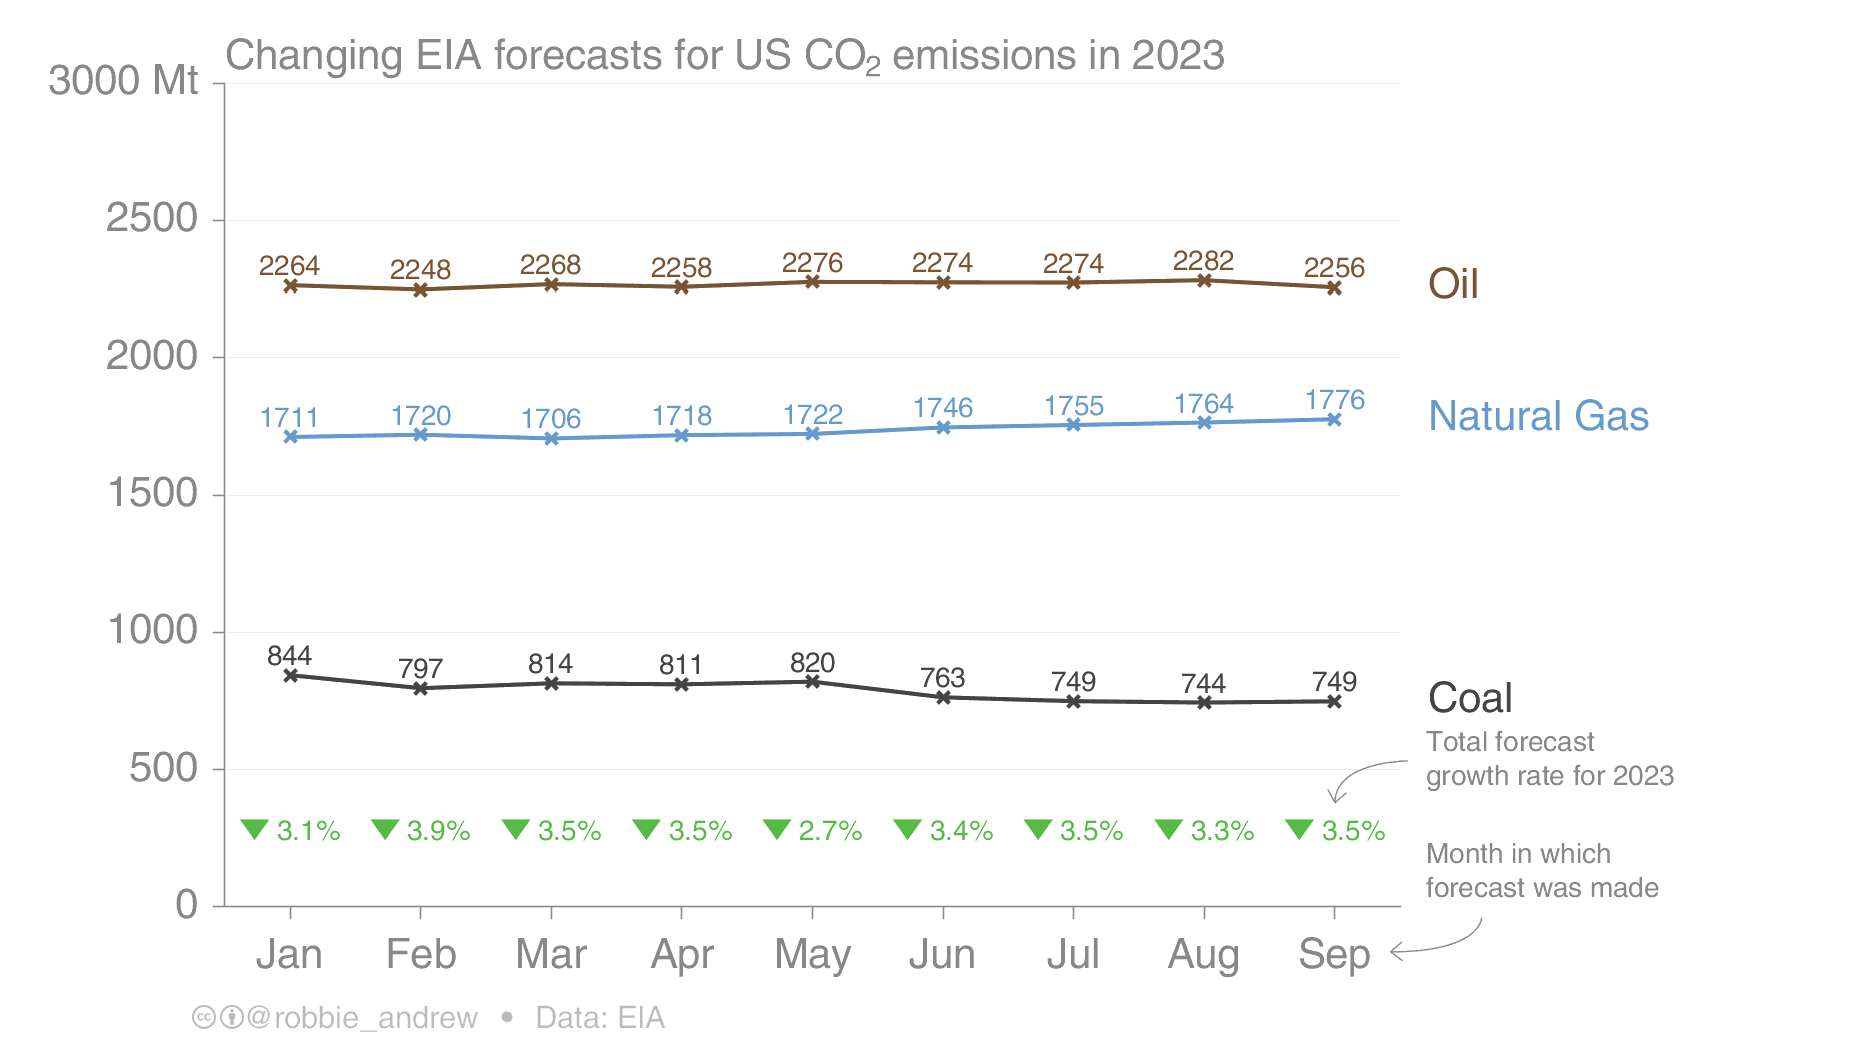 Changing EIA forecasts for US CO₂ emissions in 2023
3000 Mt
2500
2000
1500
1000
500
0
2264 2248 2268 2258 2276 2274 2274 2282 2256
Oil
1711 1720 1706 1718 1722 1746 1755 1764 1776
Natural Gas
844 797 814 811 820 763 749 744 749
Coal
Total forecast
growth rate for 2023
▼ 3.1% ▼ 3.9% ▼ 3.5% ▼ 3.5% ▼ 2.7% ▼ 3.4% ▼ 3.5% ▼ 3.3% ▼ 3.5%
Month in which
forecast was made
Jan Feb Mar Apr May Jun Jul Aug Sep
cc @robbie_andrew • Data: EIA